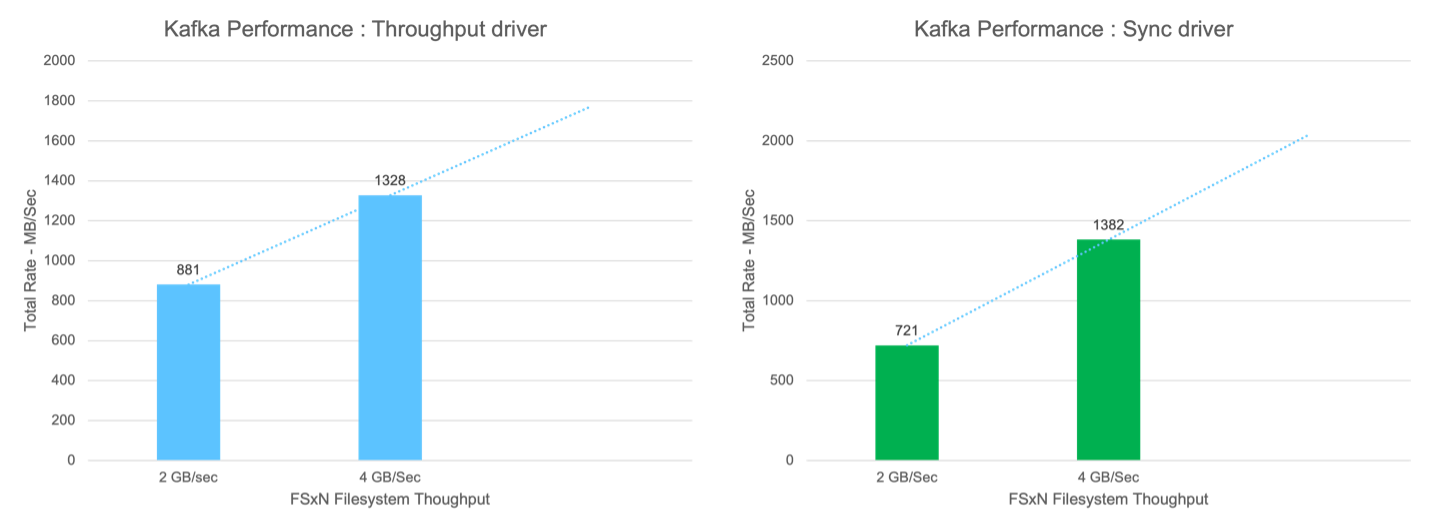 Kafka Performance : Throughput driver
2000
1800
1600
1400
1200
1000
800
600
400
200
0
Total Rate - MB/Sec
881
1328
2 GB/sec
4 GB/Sec
FSxN Filesystem Thoughput
Kafka Performance : Sync driver
2500
2000
1500
1000
500
0
Total Rate - MB/Sec
721
1382
2 GB/Sec
4 GB/Sec
FSxN Filesystem Thoughput